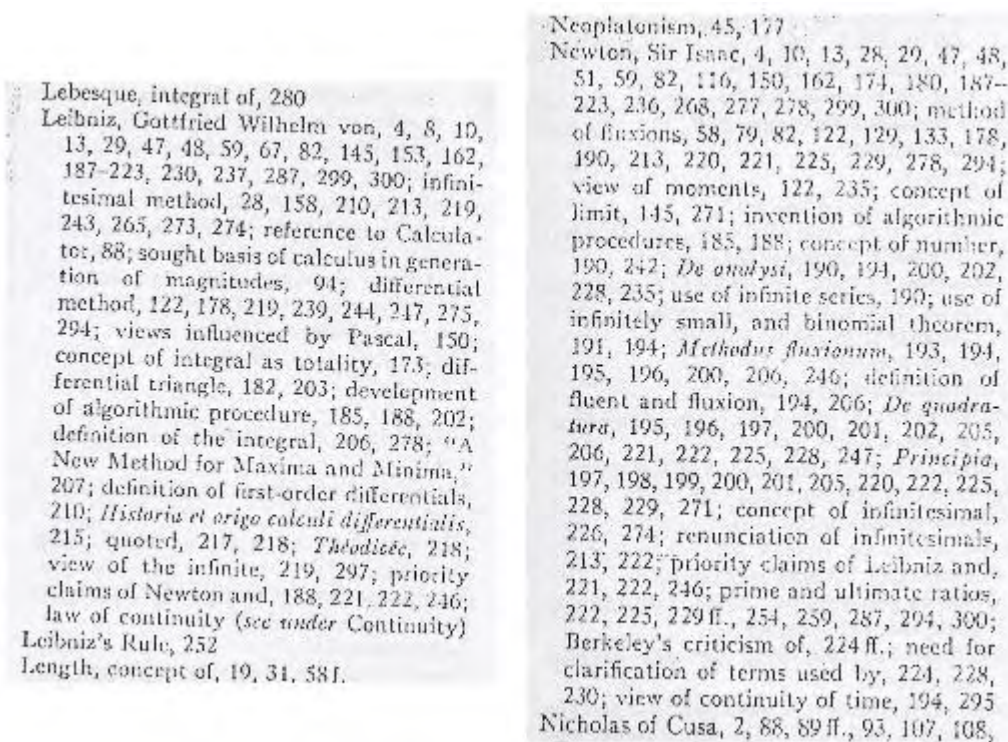 Lebesque, integral of, 280
Leibniz, Gottfried Wilhelm von, 4, 8, 10,
13, 29, 47, 48, 59, 67, 82, 145, 153, 162,
187-223, 230, 237, 287, 299, 300; infini-
tesimal method, 28, 158, 210, 213, 219,
243, 265, 273, 274; reference to Calcula-
tor, 88; sought basis of calculus in genera-
tion of magnitudes, 94; differential
method, 122, 178, 219, 239, 244, 247, 275,
294; views influenced by Pascal, 150;
concept of integral as totality, 173; dif-
ferential triangle, 182, 203; development
of algorithmic procedure, 185, 188, 202;
definition of the integral, 206, 278; "A
New Method for Maxima and Minima,"
207; definition of first-order differentials,
210; Historia et origo calculi differentialis,
215; quoted, 217, 218; Théodicée, 218;
view of the infinite, 219, 297; priority
claims of Newton and, 188, 221, 222, 246;
law of continuity (see under Continuity)
Leibniz's Rule, 252
Length, concept of, 19, 31, 58 f.
Neoplatonism, 45, 177
Newton, Sir Isaac, 4, 10, 13, 28, 29, 47, 48,
51, 59, 82, 116, 150, 162, 174, 180, 187-
223, 236, 268, 277, 278, 299, 300; method
of fluxions, 58, 79, 82, 122, 129, 133, 178,
190, 213, 220, 221, 225, 229, 278, 294;
view of moments, 122, 235; concept of
limit, 145, 271; invention of algorithmic
procedures, 185, 188; concept of number,
190, 242; De analysi, 190, 194, 200, 202,
228, 235; use of infinite series, 190; use of
infinitely small, and binomial theorem,
191, 194; Methodus fluxionum, 193, 194,
195, 196, 200, 206, 246; definition of
fluent and fluxion, 194, 206; De quadra-
tura, 195, 196, 197, 200, 201, 202, 205,
206, 221, 222, 225, 228, 247; Principia,
197, 198, 199, 200, 201, 205, 220, 222, 225,
228, 229, 271; concept of infinitesimal,
226, 274; renunciation of infinitesimals,
213, 222; priority claims of Leibniz and,
221, 222, 246; prime and ultimate ratios,
222, 225, 229 ff., 254, 259, 287, 294, 300;
Berkeley's criticism of, 224 ff.; need for
clarification of terms used by, 224, 228,
230; view of continuity of time, 194, 295
Nicholas of Cusa, 2, 88, 89 ff., 93, 107, 108,